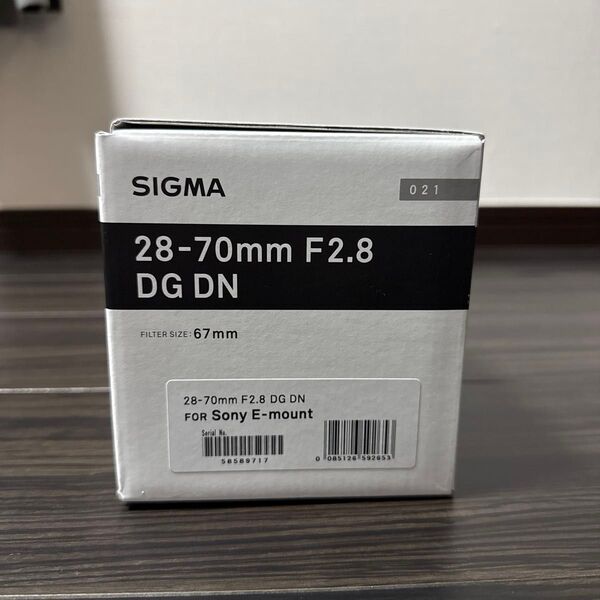 SIGMA
021
28-70mm F2.8
DG DN
FILTER SIZE: 67mm
28-70mm F2.8 DG DN
FOR Sony E-mount
Serial No.
58589717
0 085126 592653